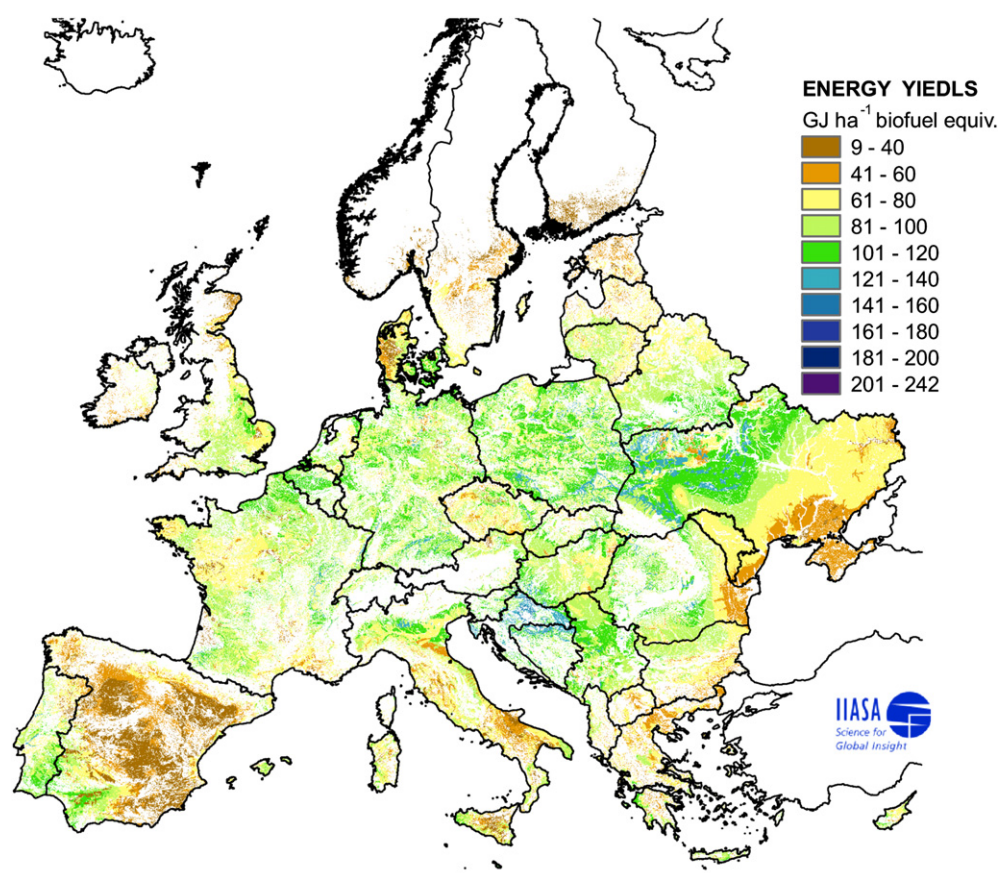 ENERGY YIEDLS
GJ ha⁻¹ biofuel equiv.
9 - 40
41 - 60
61 - 80
81 - 100
101 - 120
121 - 140
141 - 160
161 - 180
181 - 200
201 - 242
IIASA
Science for
Global Insight